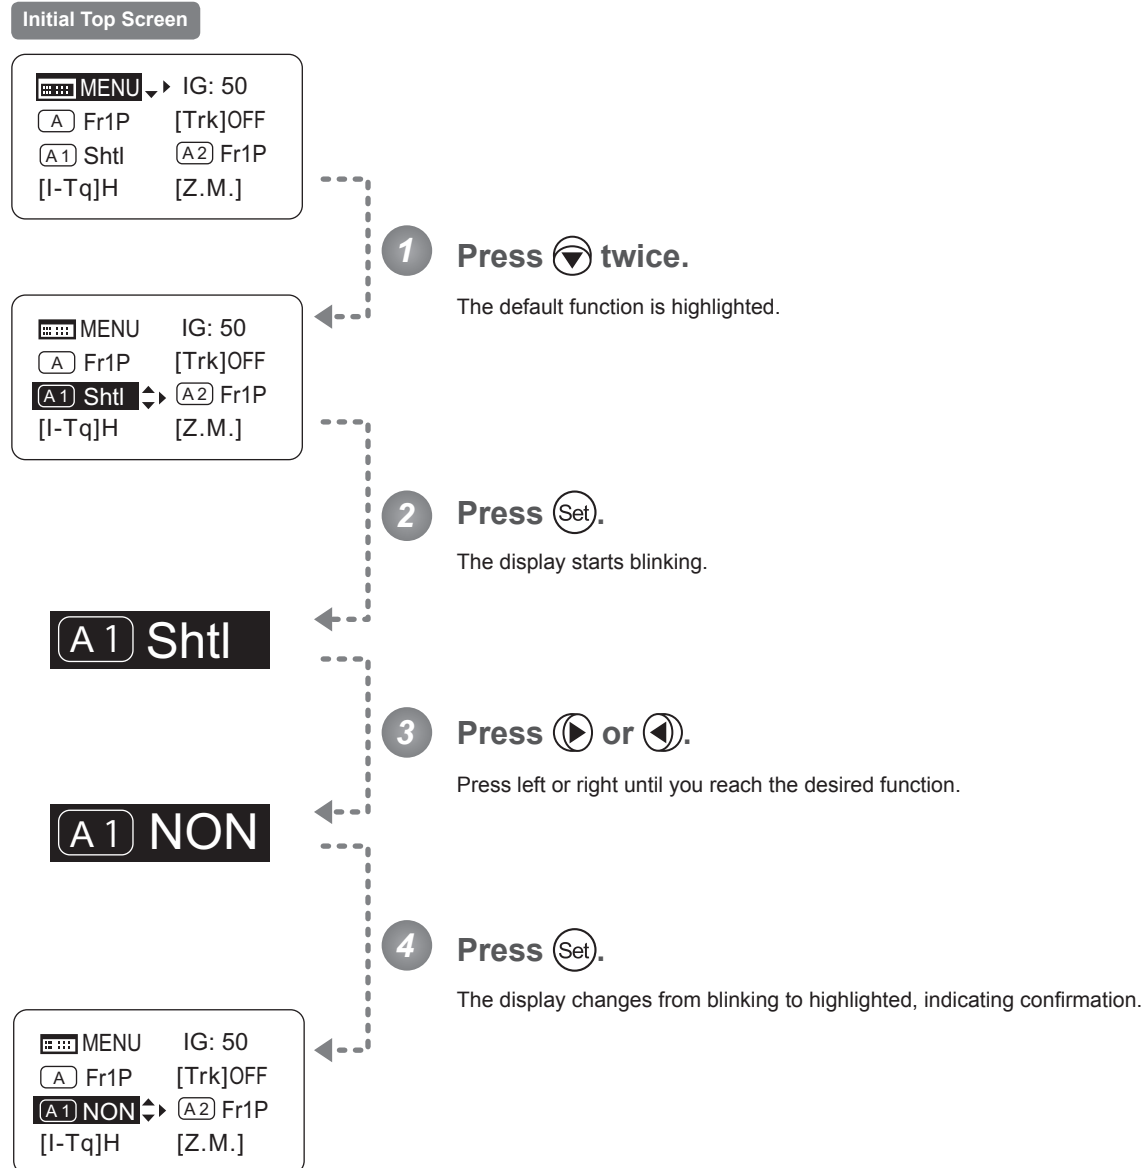 Initial Top Screen
MENU IG: 50
A Fr1P [Trk]OFF
A1 Shtl A2 Fr1P
[I-Tq]H [Z.M.]
1 Press twice.
The default function is highlighted.
MENU IG: 50
A Fr1P [Trk]OFF
A1 Shtl A2 Fr1P
[I-Tq]H [Z.M.]
2 Press Set.
The display starts blinking.
A1 Shtl
3 Press or .
Press left or right until you reach the desired function.
A1 NON
4 Press Set.
The display changes from blinking to highlighted, indicating confirmation.
MENU IG: 50
A Fr1P [Trk]OFF
A1 NON A2 Fr1P
[I-Tq]H [Z.M.]